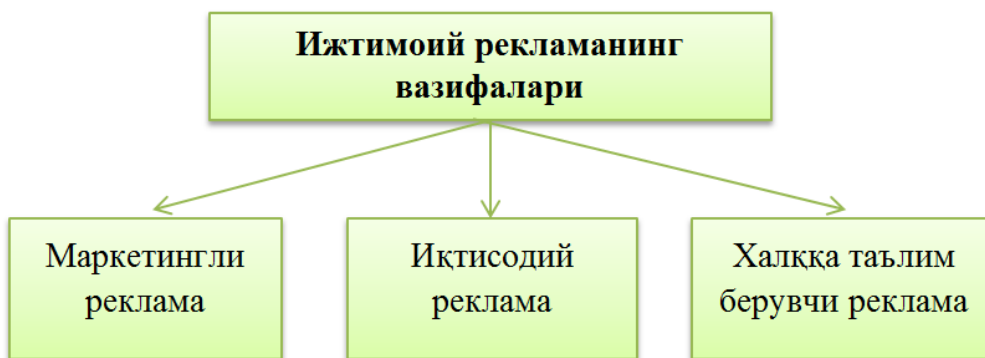 Ижтимоий рекламанинг
вазифалари
Маркетингли
реклама
Иқтисодий
реклама
Халққа таълим
берувчи реклама